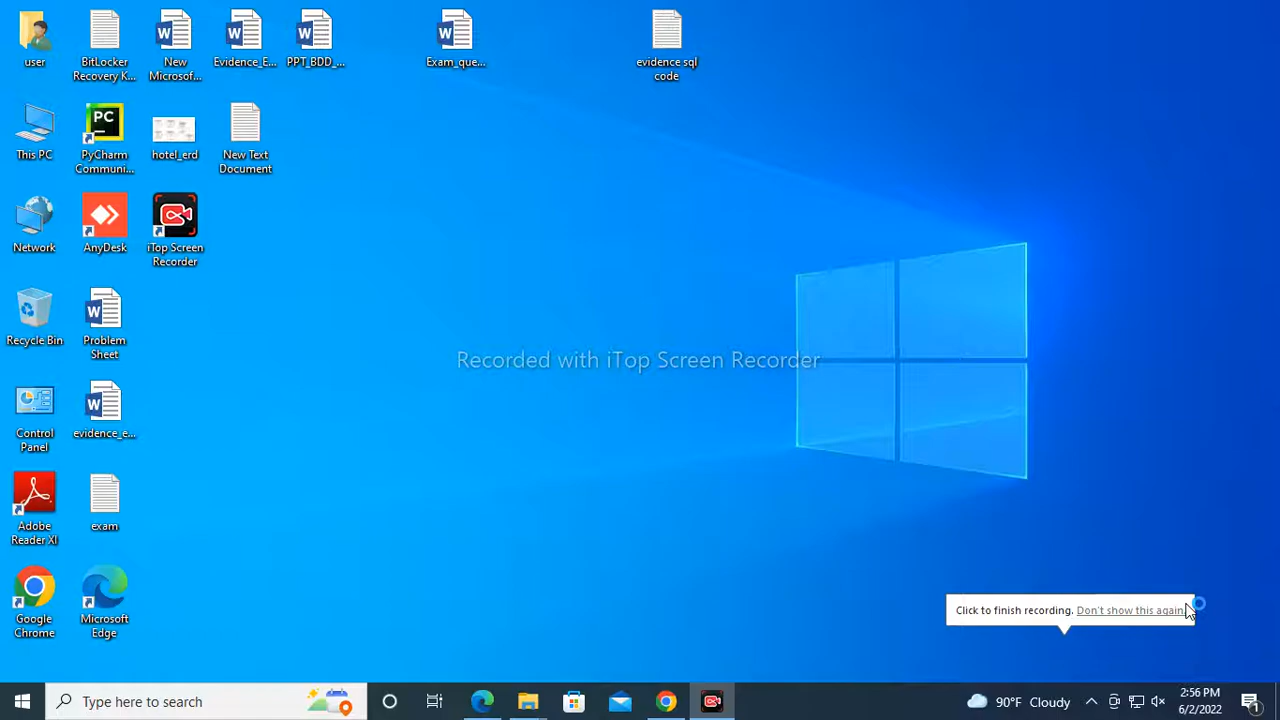 user
BitLocker
Recovery K...
New
Microsof...
Evidence_E...
PPT_BDD_...
Exam_que...
evidence sql
code
This PC
PC
PyCharm
Communi...
hotel_erd
New Text
Document
Network
AnyDesk
iTop Screen
Recorder
Recycle Bin
Problem
Sheet
Recorded with iTop Screen Recorder
Control
Panel
evidence_e...
Adobe
Reader XI
exam
Google
Chrome
Microsoft
Edge
Click to finish recording. Don't show this again.
Type here to search
90°F Cloudy
2:56 PM
6/2/2022
1